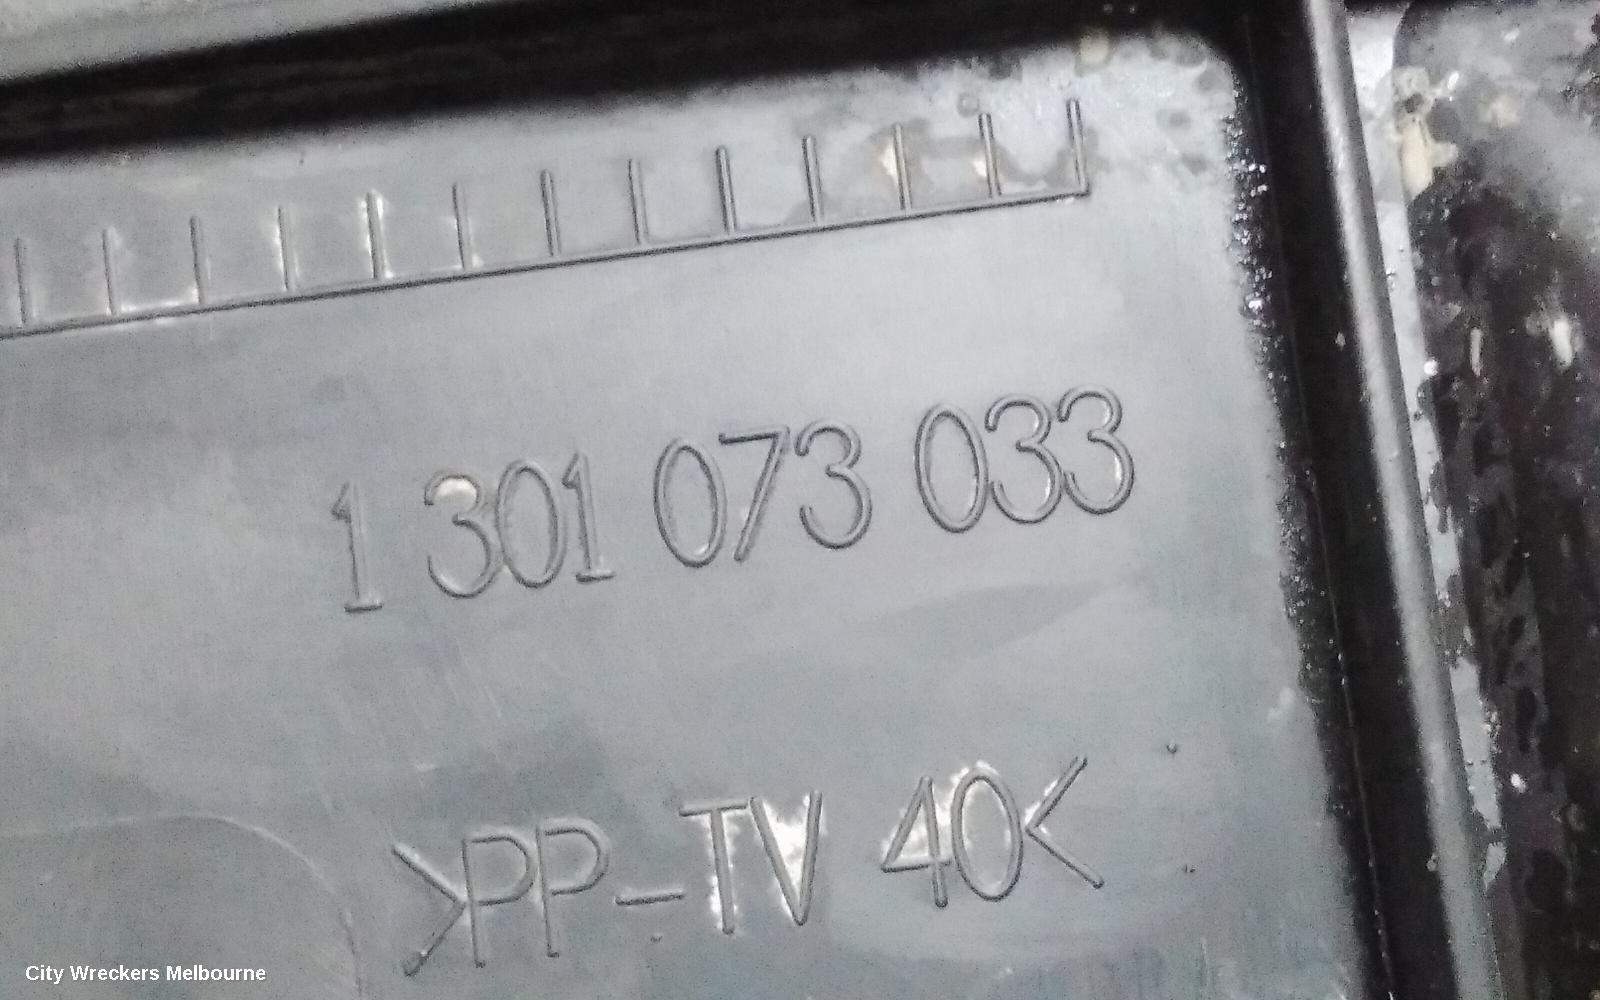 1 301 073 033
>PP-TV 40<
City Wreckers Melbourne